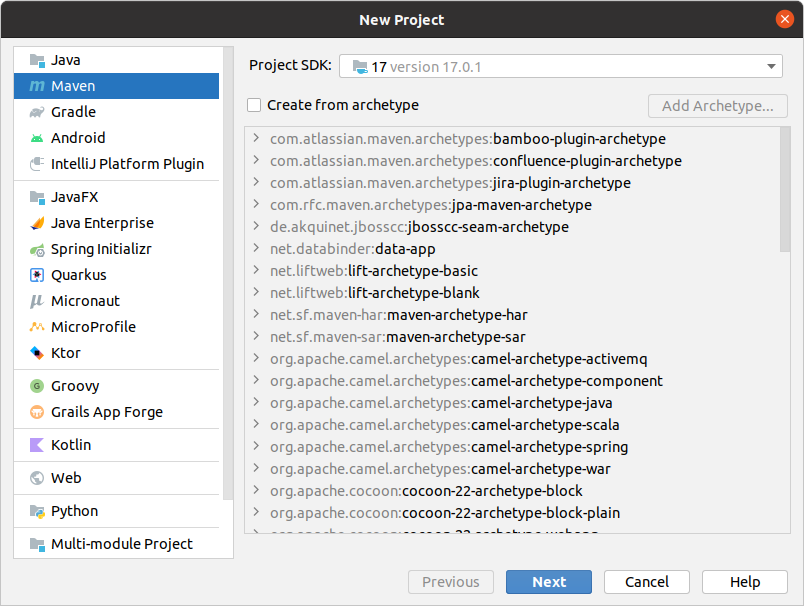 New Project
Java
Maven
Gradle
Android
IntelliJ Platform Plugin
JavaFX
Java Enterprise
Spring Initializr
Quarkus
Micronaut
MicroProfile
Ktor
Groovy
Grails App Forge
Kotlin
Web
Python
Multi-module Project
Project SDK: 17 version 17.0.1
Create from archetype Add Archetype...
com.atlassian.maven.archetypes:bamboo-plugin-archetype
com.atlassian.maven.archetypes:confluence-plugin-archetype
com.atlassian.maven.archetypes:jira-plugin-archetype
com.rfc.maven.archetypes:jpa-maven-archetype
de.akquinet.jbosscc:jbosscc-seam-archetype
net.databinder:data-app
net.liftweb:lift-archetype-basic
net.liftweb:lift-archetype-blank
net.sf.maven-har:maven-archetype-har
net.sf.maven-sar:maven-archetype-sar
org.apache.camel.archetypes:camel-archetype-activemq
org.apache.camel.archetypes:camel-archetype-component
org.apache.camel.archetypes:camel-archetype-java
org.apache.camel.archetypes:camel-archetype-scala
org.apache.camel.archetypes:camel-archetype-spring
org.apache.camel.archetypes:camel-archetype-war
org.apache.cocoon:cocoon-22-archetype-block
org.apache.cocoon:cocoon-22-archetype-block-plain
org.apache.cocoon:cocoon-22-archetype-webapp
Previous Next Cancel Help